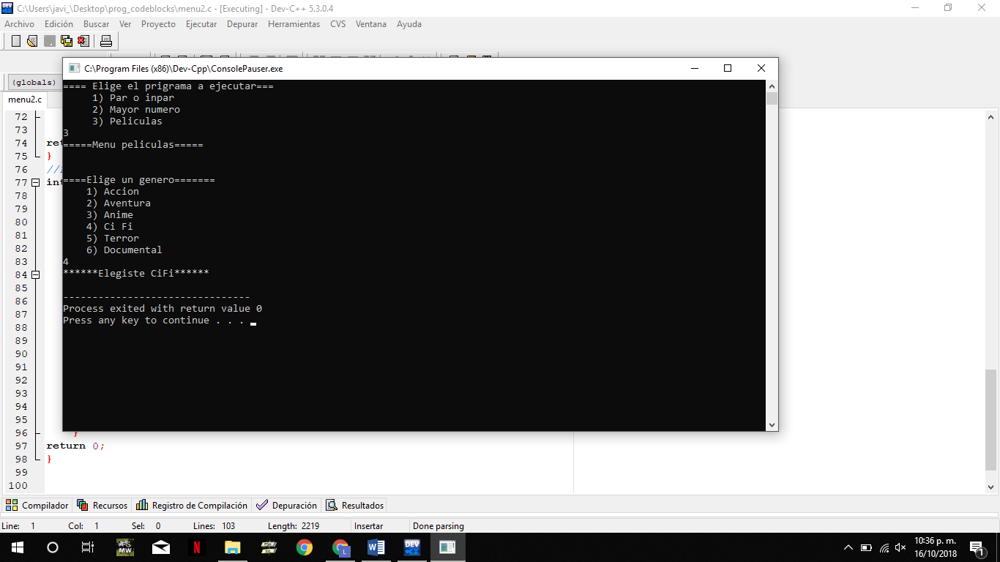 C:\Users\javi_\Desktop\prog_codeblocks\menu2.c - [Executing] - Dev-C++ 5.3.0.4
Archivo Edición Buscar Ver Proyecto Ejecutar Depurar Herramientas CVS Ventana Ayuda
C:\Program Files (x86)\Dev-Cpp\ConsolePauser.exe
(globals)
menu2.c
==== Elige el prigrama a ejecutar===
1) Par o inpar
2) Mayor numero
3) Peliculas
3
=====Menu peliculas=====
====Elige un genero=======
1) Accion
2) Aventura
3) Anime
4) Ci Fi
5) Terror
6) Documental
4
******Elegiste CiFi******
--------------------------------
Process exited with return value 0
Press any key to continue . . .
72
73
74 re
75 }
76 //
77 int
78
79
80
81
82
83
84
85
86
87
88
89
90
91
92
93
94
95
96 }
97 return 0;
98 }
99
100
Compilador Recursos Registro de Compilación Depuración Resultados
Line: 1 Col: 1 Sel: 0 Lines: 103 Length: 2219 Insertar Done parsing
NFS MW N L W DEV C++ 10:36 p. m.
16/10/2018 1